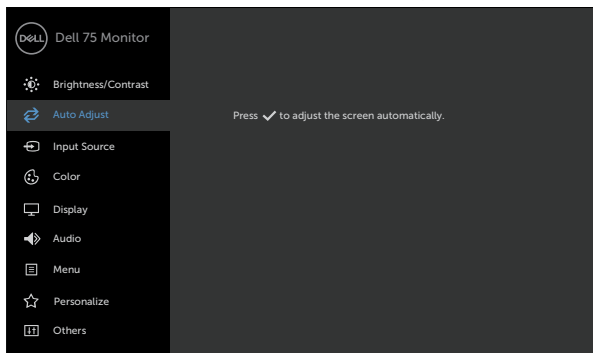 DELL Dell 75 Monitor
Brightness/Contrast
Auto Adjust
Press ✓ to adjust the screen automatically.
Input Source
Color
Display
Audio
Menu
Personalize
Others